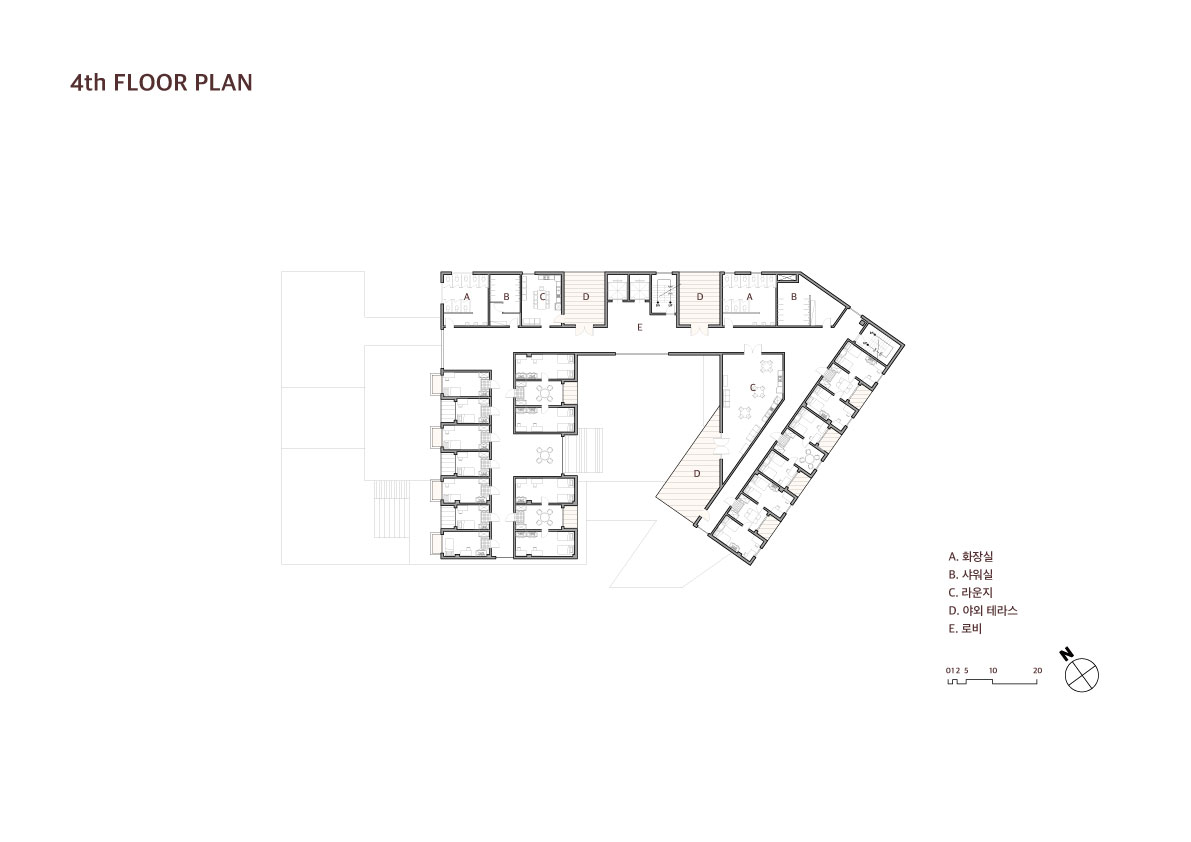 4th FLOOR PLAN
A B C D D A B
E
C
D
A. 화장실
B. 샤워실
C. 라운지
D. 야외 테라스
E. 로비
N
0 1 2 5 10 20